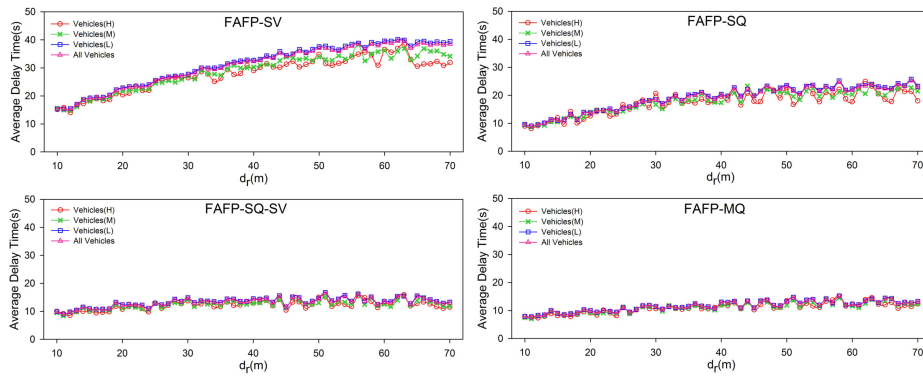 FAFP-SV
Average Delay Time(s)
50
40
30
20
10
0
Vehicles(H)
Vehicles(M)
Vehicles(L)
All Vehicles
10 20 30 40 50 60 70
dr(m)
FAFP-SQ
Average Delay Time(s)
50
40
30
20
10
0
Vehicles(H)
Vehicles(M)
Vehicles(L)
All Vehicles
10 20 30 40 50 60 70
dr(m)
FAFP-SQ-SV
Average Delay Time(s)
50
40
30
20
10
0
Vehicles(H)
Vehicles(M)
Vehicles(L)
All Vehicles
10 20 30 40 50 60 70
dr(m)
FAFP-MQ
Average Delay Time(s)
50
40
30
20
10
0
Vehicles(H)
Vehicles(M)
Vehicles(L)
All Vehicles
10 20 30 40 50 60 70
dr(m)